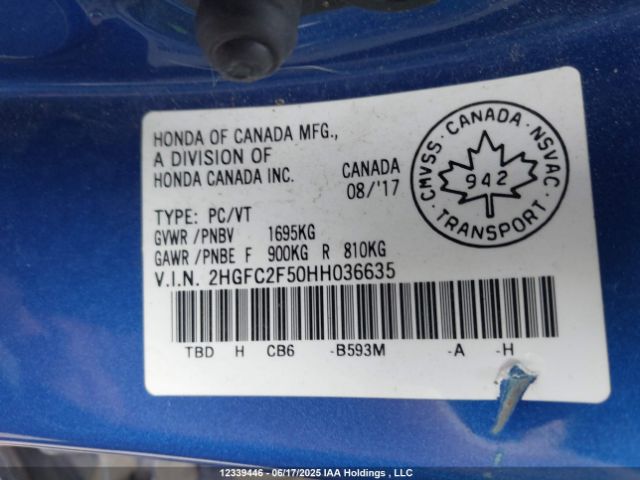 HONDA OF CANADA MFG.,
A DIVISION OF
HONDA CANADA INC.
CANADA
08/'17
TYPE: PC/VT
GVWR /PNBV 1695KG
GAWR /PNBE F 900KG R 810KG
V.I.N. 2HGFC2F50HH036635
TBD H CB6 -B593M -A -H
CMVSS · CANADA · NSVAC
942
TRANSPORT
12339446 - 06/17/2025 IAA Holdings , LLC